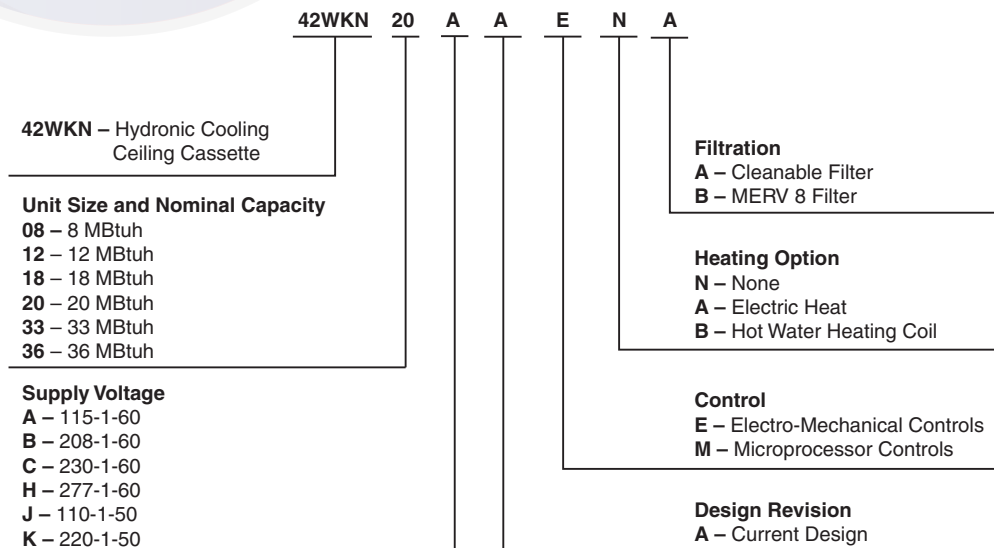 42WKN 20 A A E N A
42WKN – Hydronic Cooling
Ceiling Cassette
Unit Size and Nominal Capacity
08 – 8 MBtuh
12 – 12 MBtuh
18 – 18 MBtuh
20 – 20 MBtuh
33 – 33 MBtuh
36 – 36 MBtuh
Supply Voltage
A – 115-1-60
B – 208-1-60
C – 230-1-60
H – 277-1-60
J – 110-1-50
K – 220-1-50
Filtration
A – Cleanable Filter
B – MERV 8 Filter
Heating Option
N – None
A – Electric Heat
B – Hot Water Heating Coil
Control
E – Electro-Mechanical Controls
M – Microprocessor Controls
Design Revision
A – Current Design